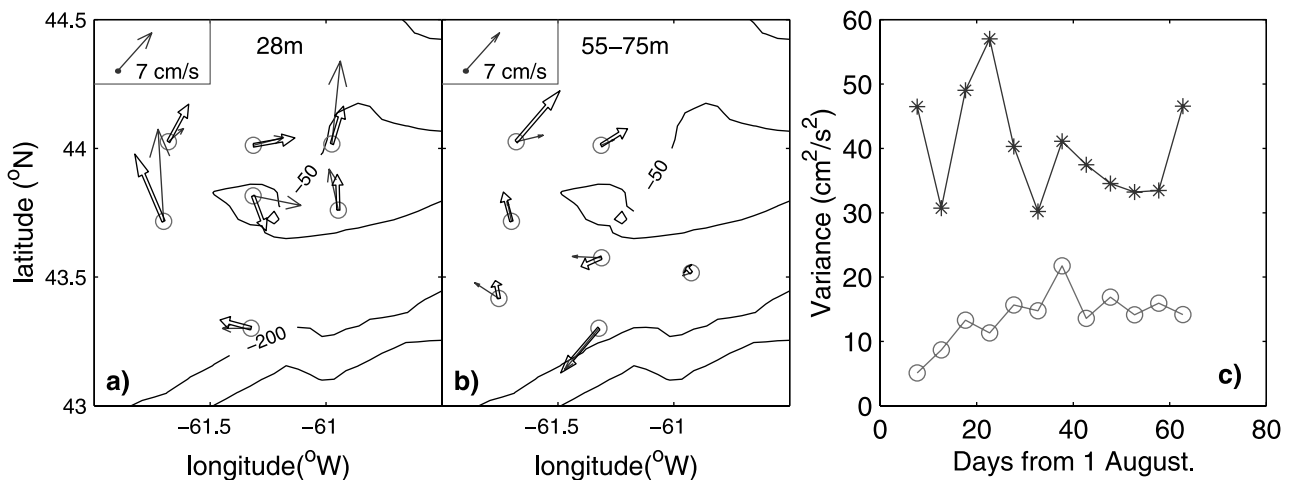 44.5
44
43.5
43
latitude (°N)
28m
7 cm/s
−50
−200
a)
−61.5
−61
longitude(°W)
55−75m
7 cm/s
−50
b)
−61.5
−61
longitude(°W)
60
50
40
30
20
10
0
Variance (cm²/s²)
c)
0
20
40
60
80
Days from 1 August.